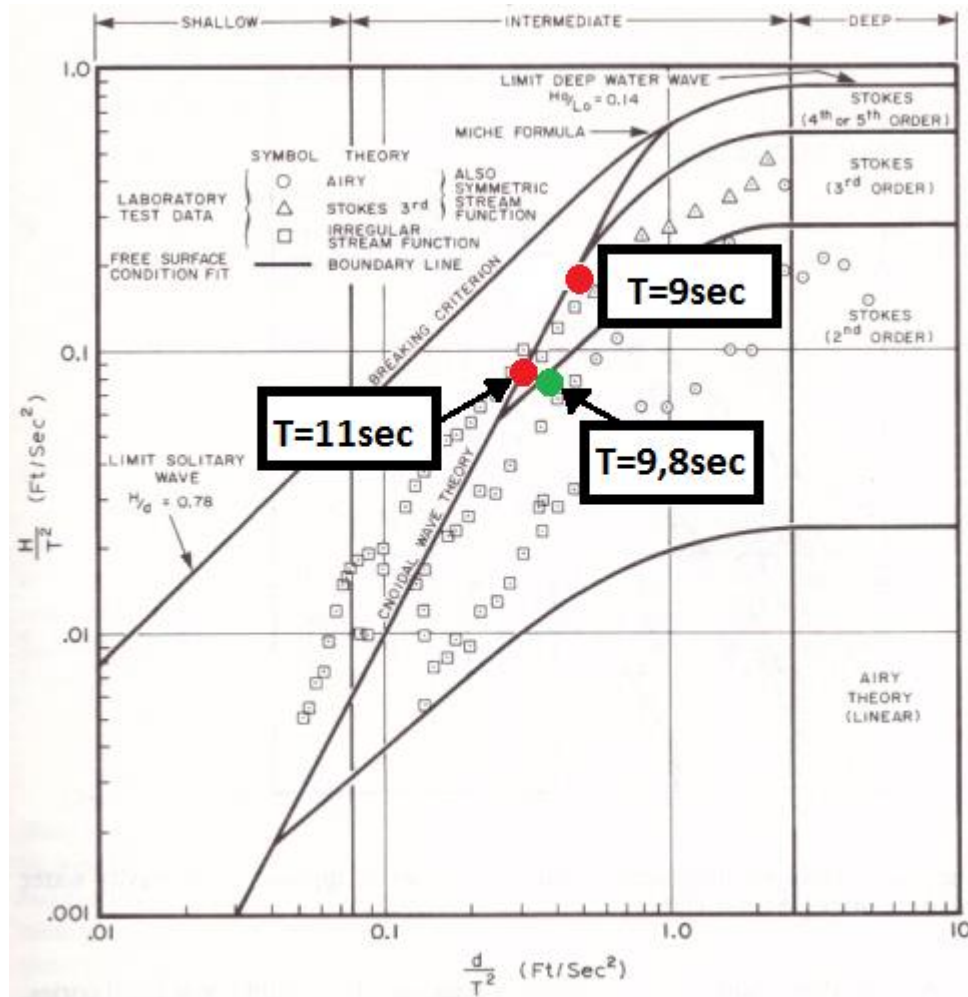 SHALLOW INTERMEDIATE DEEP
1.0
LIMIT DEEP WATER WAVE
Ho/Lo = 0.14
STOKES
(4th or 5th ORDER)
MICHE FORMULA
SYMBOL THEORY
LABORATORY
TEST DATA
AIRY
STOKES 3rd
IRREGULAR
STREAM FUNCTION
ALSO
SYMMETRIC
STREAM
FUNCTION
STOKES
(3rd ORDER)
FREE SURFACE
CONDITION FIT
BOUNDARY LINE
T=9sec
STOKES
(2nd ORDER)
BREAKING CRITERION
0.1
T=11sec
T=9,8sec
LIMIT SOLITARY
WAVE
H/d = 0.78
H/T2 (Ft/Sec2)
CNOIDAL WAVE THEORY
.01
AIRY
THEORY
(LINEAR)
.001
.01 0.1 1.0 10
d/T2 (Ft/Sec2)